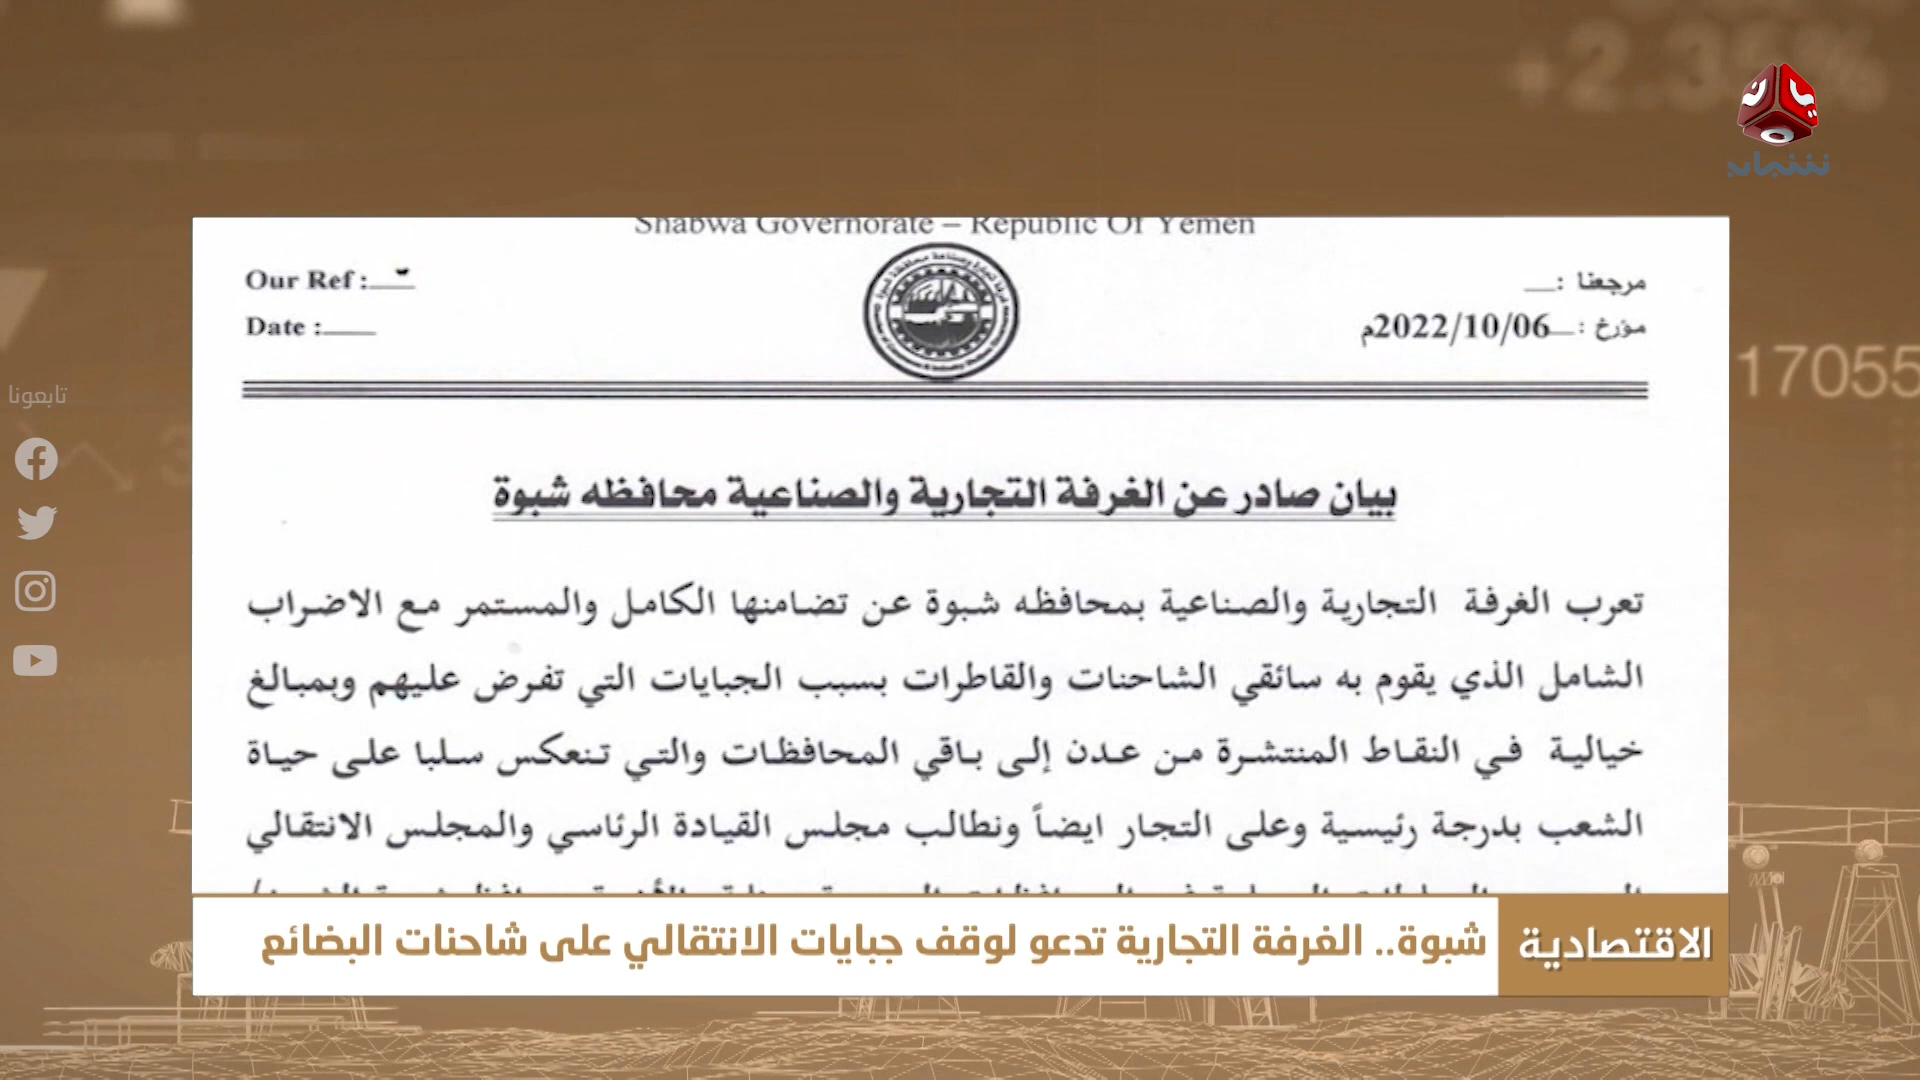 +2.35%
يمن
شباب
Shabwa Governorate – Republic Of Yemen
Our Ref :
مرجعنا :
Date :
مؤرخ : 2022/10/06م
17055
تابعونا
بيان صادر عن الغرفة التجارية والصناعية محافظه شبوة
تعرب الغرفة التجارية والصناعية بمحافظه شبوة عن تضامنها الكامل والمستمر مع الاضراب
الشامل الذي يقوم به سائقي الشاحنات والقاطرات بسبب الجبايات التي تفرض عليهم وبمبالغ
خيالية في النقاط المنتشرة من عدن إلى باقي المحافظات والتي تنعكس سلبا على حياة
الشعب بدرجة رئيسية وعلى التجار ايضاً ونطالب مجلس القيادة الرئاسي والمجلس الانتقالي
الاقتصادية
شبوة.. الغرفة التجارية تدعو لوقف جبايات الانتقالي على شاحنات البضائع